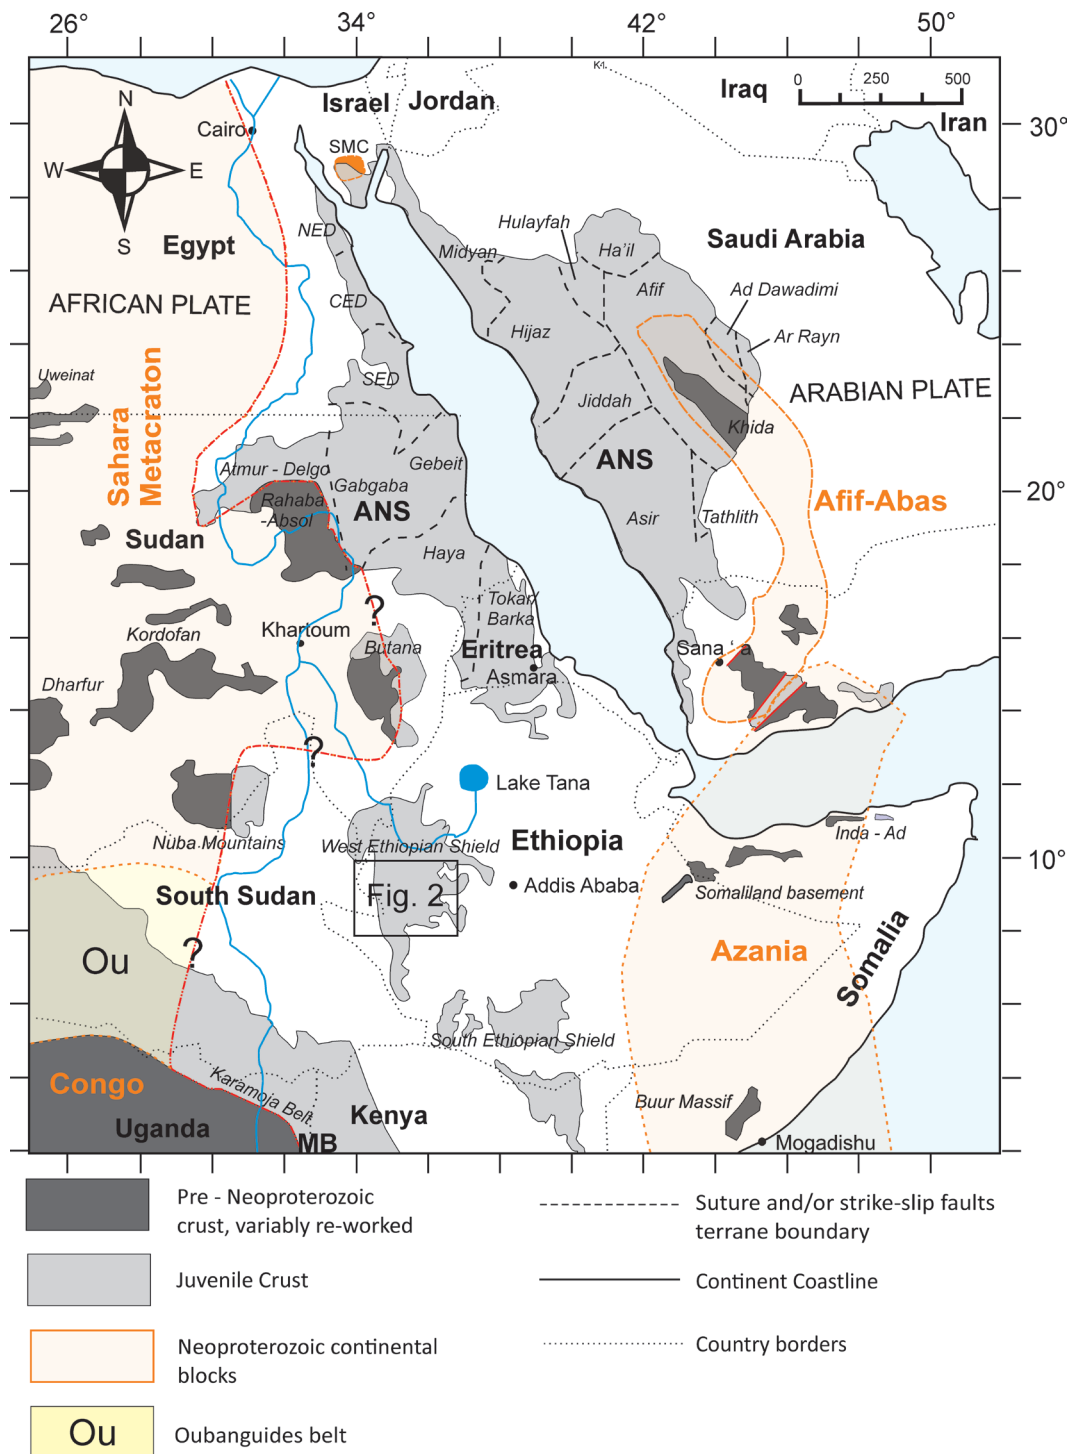 26°
34°
42°
50°
Israel
Jordan
Iraq
0
250
500
Iran
30°
N
W
E
S
Cairo
SMC
Egypt
NED
Hulayfah
Midyan
Ha'il
Saudi Arabia
AFRICAN PLATE
CED
Afif
Ad Dawadimi
Hijaz
Ar Rayn
Uweinat
SED
ARABIAN PLATE
Sahara
Metacraton
Jiddah
Khida
Gebeit
ANS
Atmur - Delgo
Gabgaba
Rahaba
-Absol
ANS
Afif-Abas
20°
Asir
Tathlith
Sudan
Haya
?
Tokar/
Barka
Kordofan
Khartoum
Butana
Eritrea
Asmara
Sana'a
Dharfur
?
Lake Tana
Nuba Mountains
West Ethiopian Shield
Ethiopia
Inda - Ad
10°
South Sudan
Fig. 2
Addis Ababa
Somaliland basement
Ou
?
Azania
Somalia
South Ethiopian Shield
Congo
Karamoja Belt
Kenya
Buur Massif
Uganda
MB
Mogadishu
Pre - Neoproterozoic
crust, variably re-worked
Juvenile Crust
Neoproterozoic continental
blocks
Ou
Oubanguides belt
Suture and/or strike-slip faults
terrane boundary
Continent Coastline
Country borders